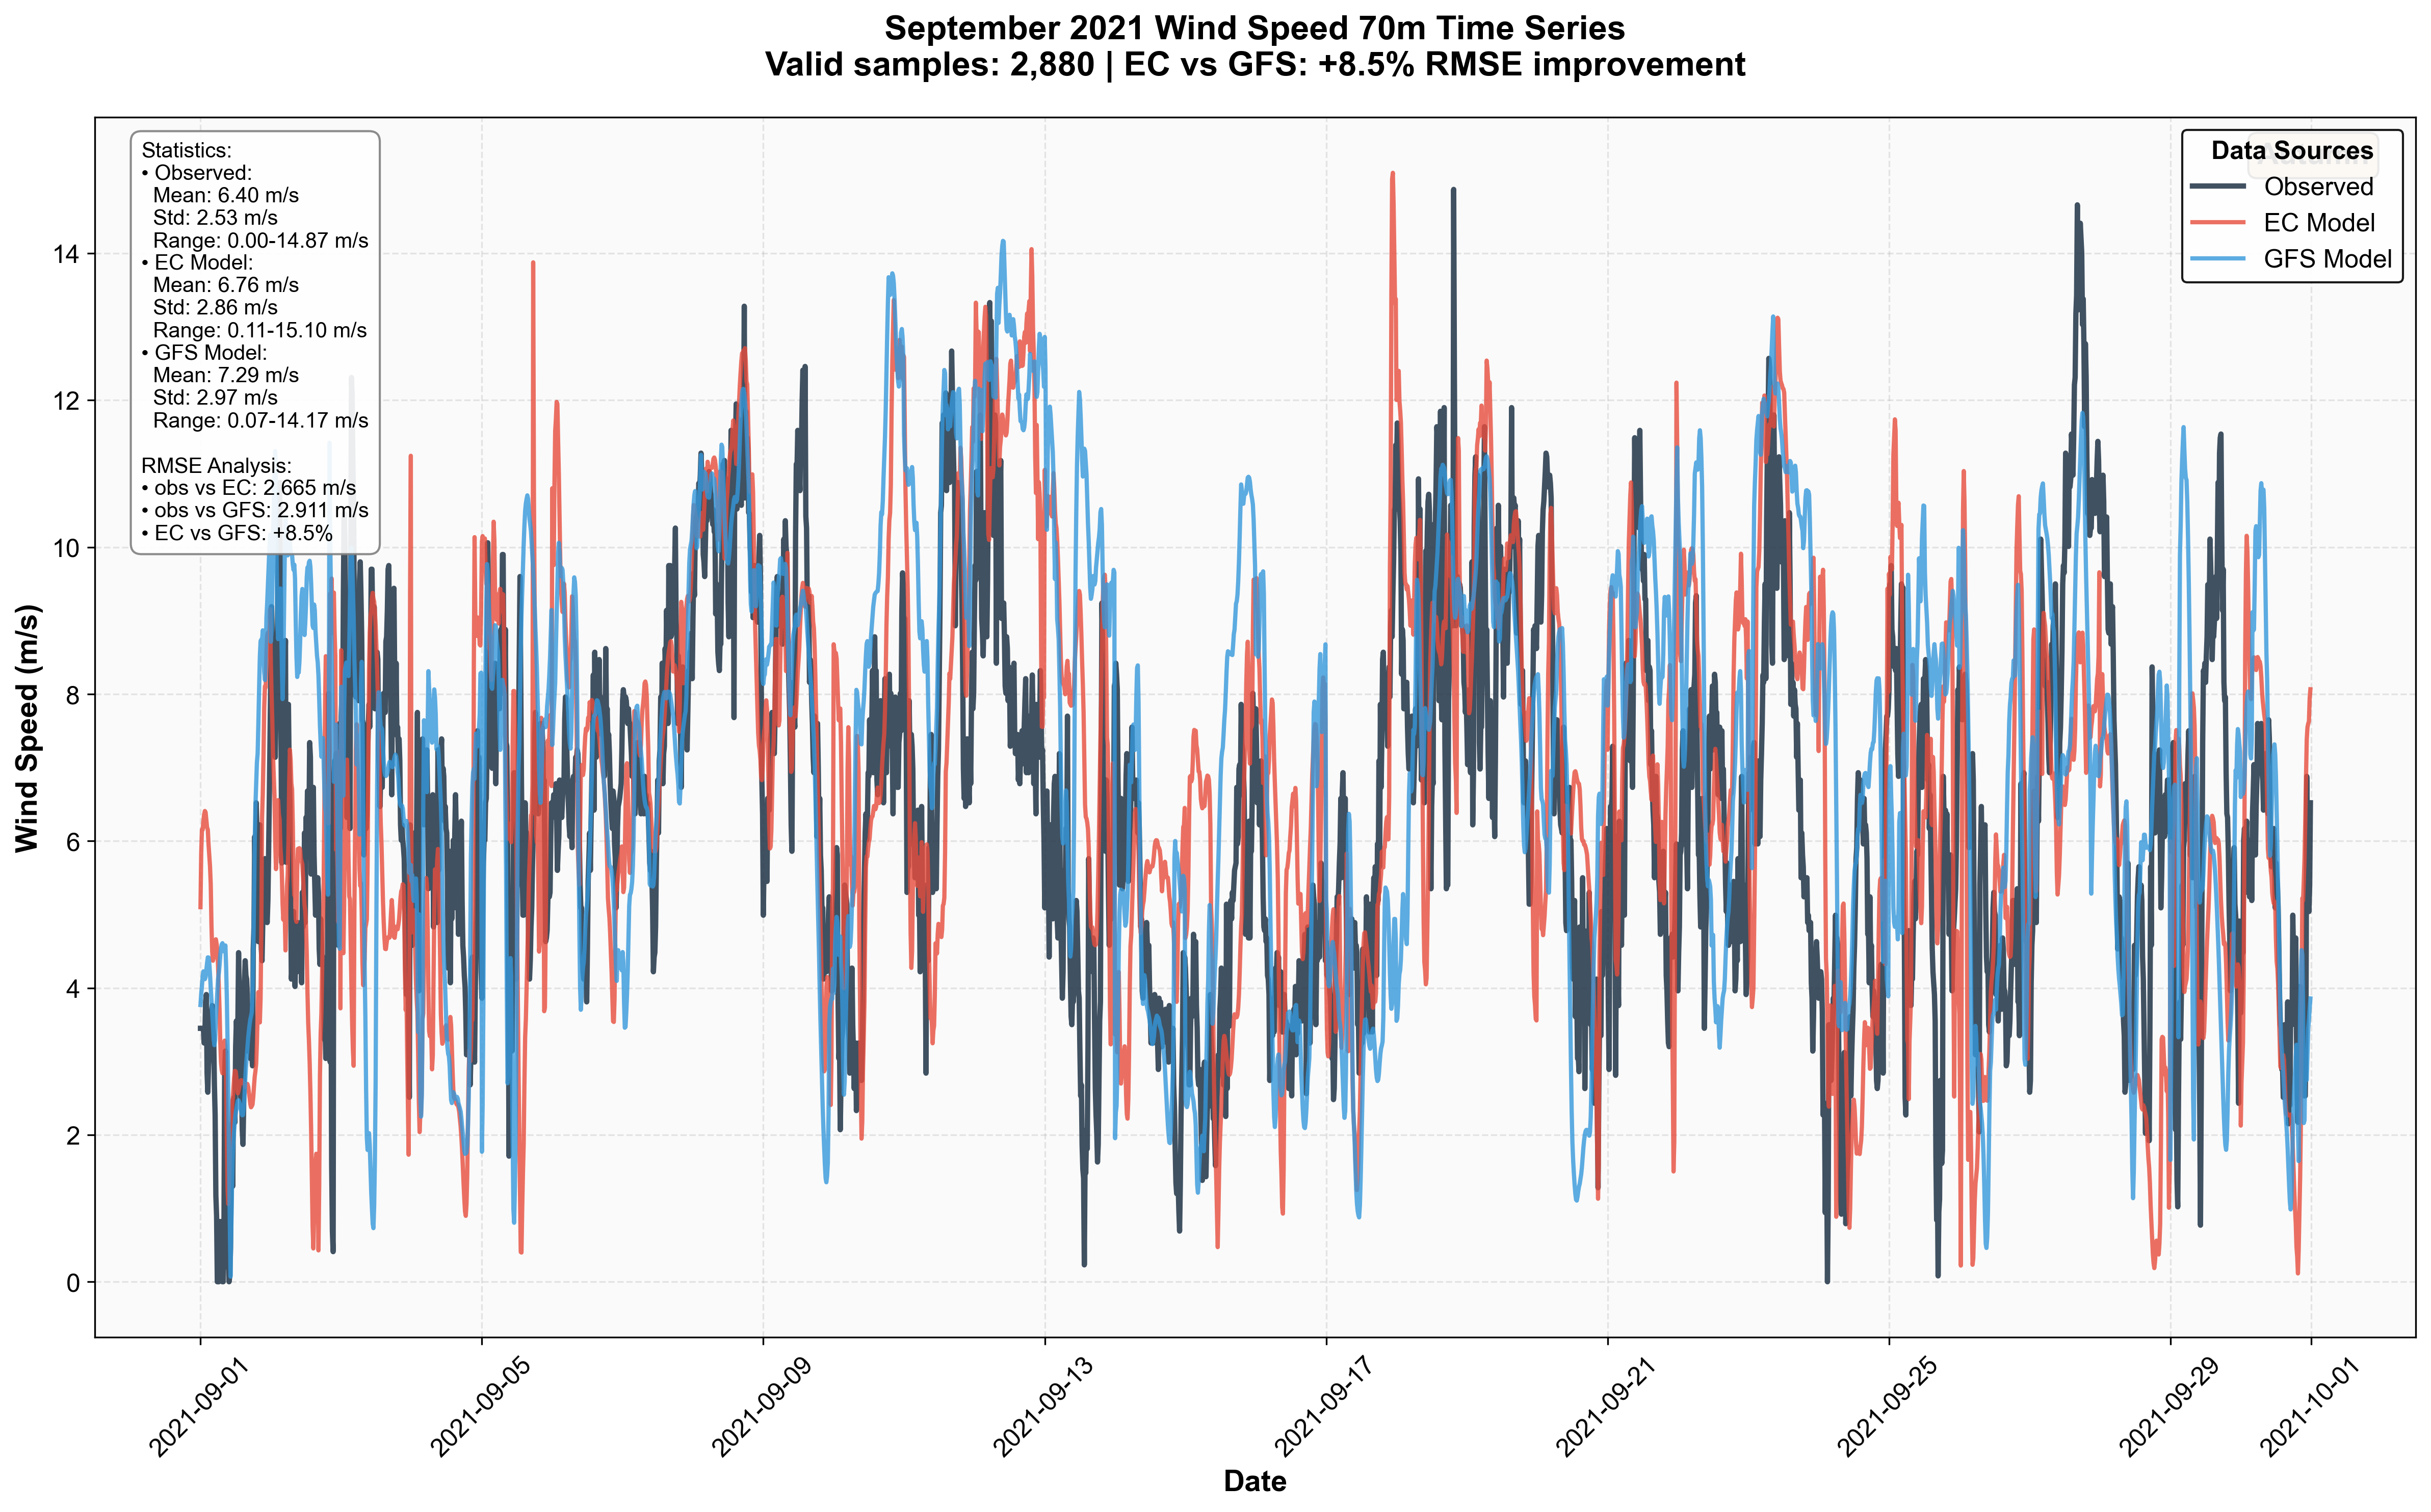 September 2021 Wind Speed 70m Time Series
Valid samples: 2,880 | EC vs GFS: +8.5% RMSE improvement
Statistics:
• Observed:
Mean: 6.40 m/s
Std: 2.53 m/s
Range: 0.00-14.87 m/s
• EC Model:
Mean: 6.76 m/s
Std: 2.86 m/s
Range: 0.11-15.10 m/s
• GFS Model:
Mean: 7.29 m/s
Std: 2.97 m/s
Range: 0.07-14.17 m/s
RMSE Analysis:
• obs vs EC: 2.665 m/s
• obs vs GFS: 2.911 m/s
• EC vs GFS: +8.5%
Data Sources
Observed
EC Model
GFS Model
Wind Speed (m/s)
14
12
10
8
6
4
2
0
2021-09-01
2021-09-05
2021-09-09
2021-09-13
2021-09-17
2021-09-21
2021-09-25
2021-09-29
2021-10-01
Date